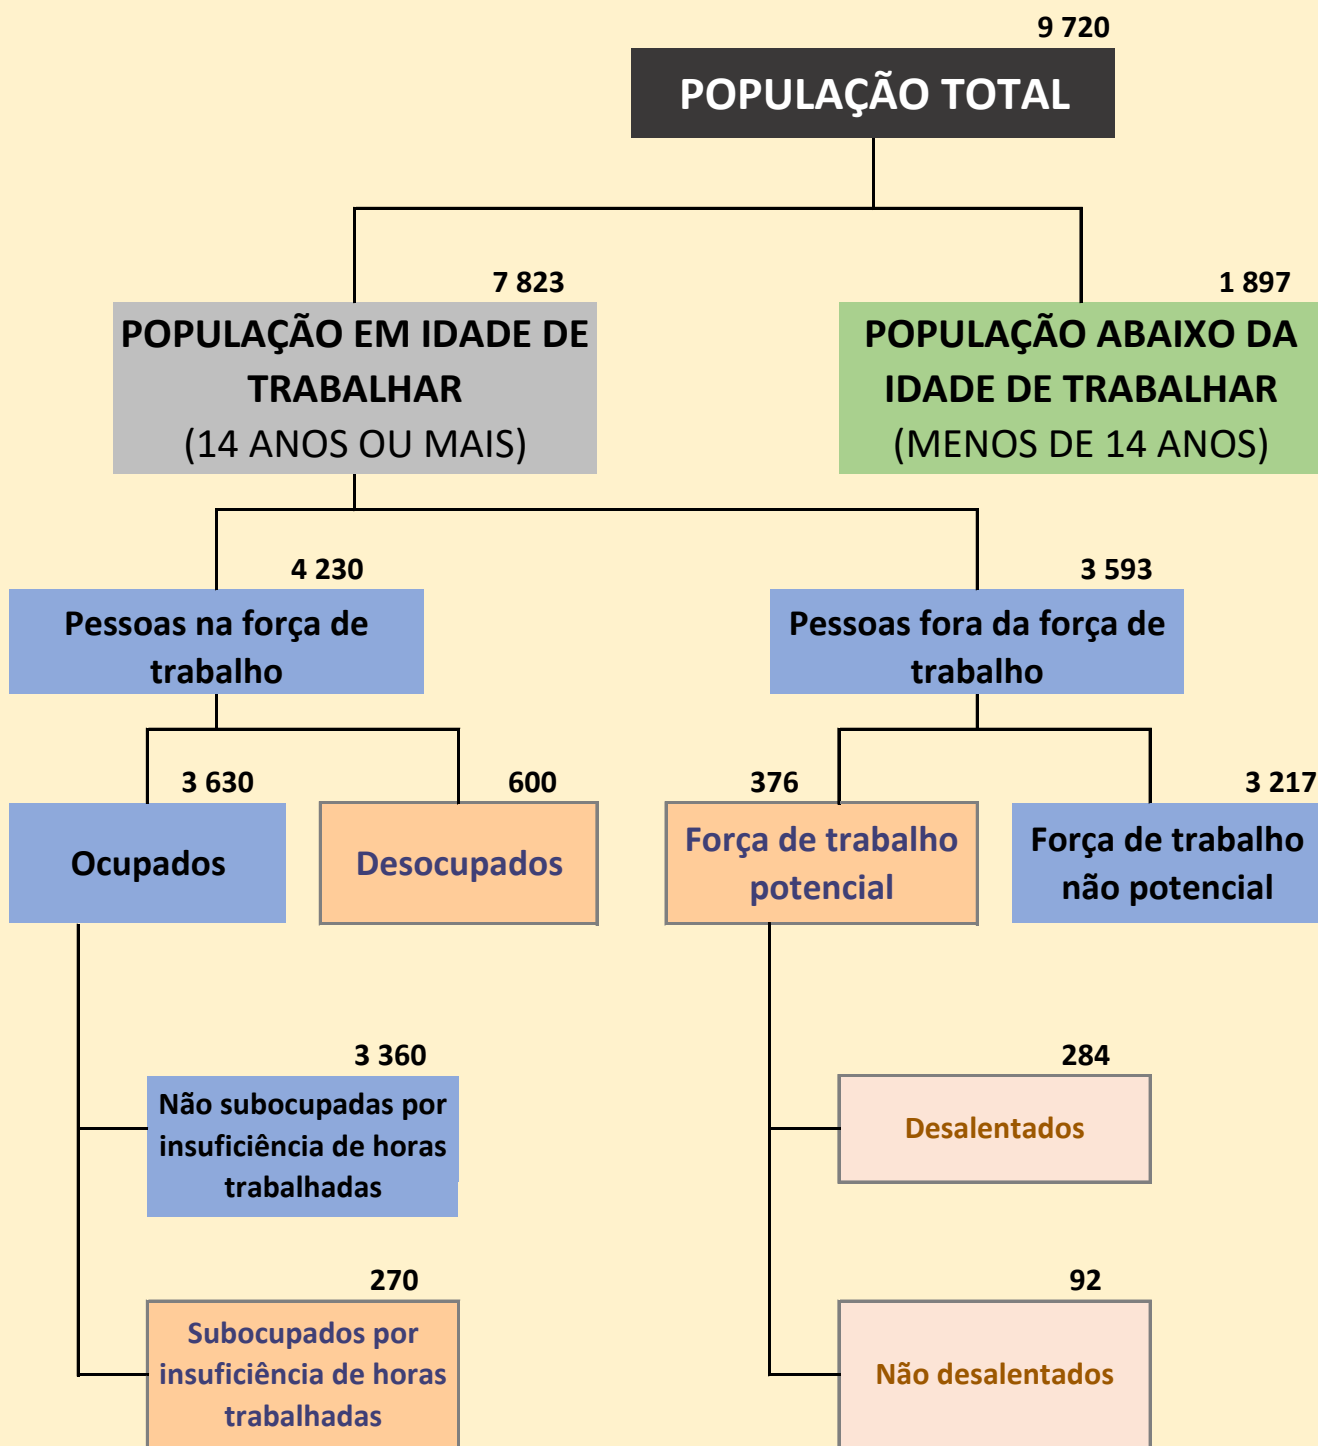 9 720
POPULAÇÃO TOTAL
7 823
POPULAÇÃO EM IDADE DE
TRABALHAR
(14 ANOS OU MAIS)
1 897
POPULAÇÃO ABAIXO DA
IDADE DE TRABALHAR
(MENOS DE 14 ANOS)
4 230
Pessoas na força de
trabalho
3 593
Pessoas fora da força de
trabalho
3 630
Ocupados
600
Desocupados
376
Força de trabalho
potencial
3 217
Força de trabalho
não potencial
3 360
Não subocupadas por
insuficiência de horas
trabalhadas
284
Desalentados
270
Subocupados por
insuficiência de horas
trabalhadas
92
Não desalentados